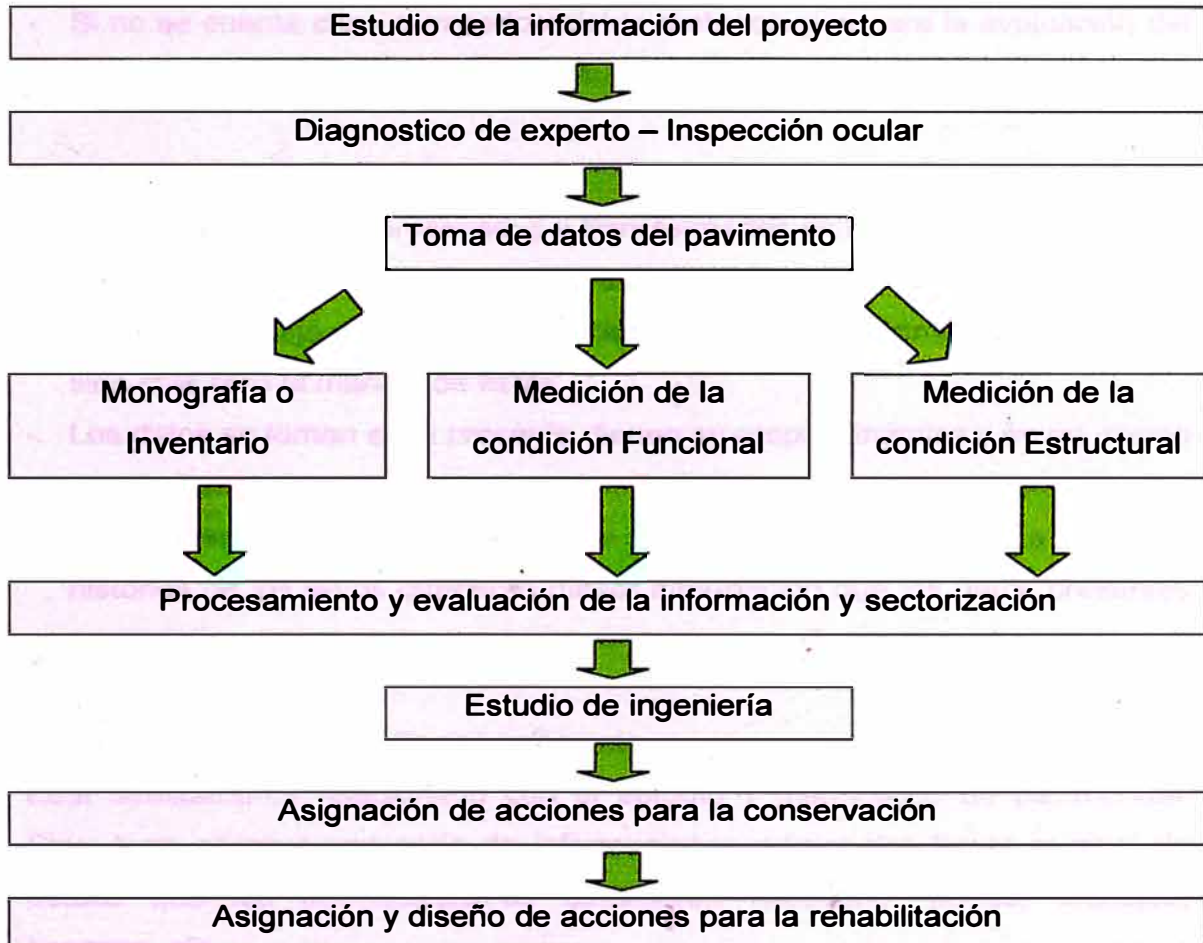 Estudio de la información del proyecto
Diagnostico de experto – Inspección ocular
Toma de datos del pavimento
Monografía o
Inventario
Medición de la
condición Funcional
Medición de la
condición Estructural
Procesamiento y evaluación de la información y sectorización
Estudio de ingeniería
Asignación de acciones para la conservación
Asignación y diseño de acciones para la rehabilitación